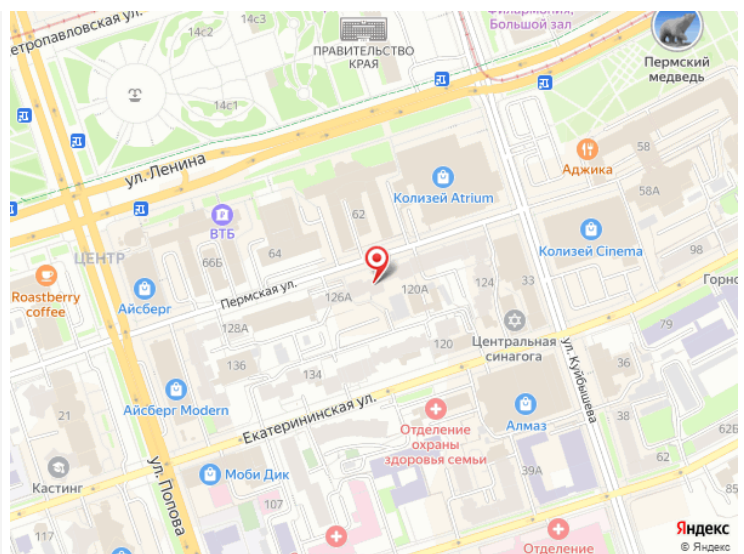 етропавловская ул.
14с2
14с2
14с1
ПРАВИТЕЛЬСТВО
КРАЯ
Филармония,
Большой зал
Пермский
медведь
ул. Ленина
Аджика
58
58А
Колизей Atrium
62
ВТБ
64
66Б
ЦЕНТР
Колизей Cinema
98
Roastberry
coffee
Айсберг
Пермская ул.
126А
120А
124
33
Горно
128А
136
134
120
Центральная
синагога
79
ул. Куйбышева
36
Айсберг Modern
21
Екатерининская ул.
Отделение
охраны
здоровья семьи
Алмаз
38
62Б
62
Кастинг
ул. Попова
Моби Дик
39А
85
107
117
Отделение
Яндекс
© Яндекс